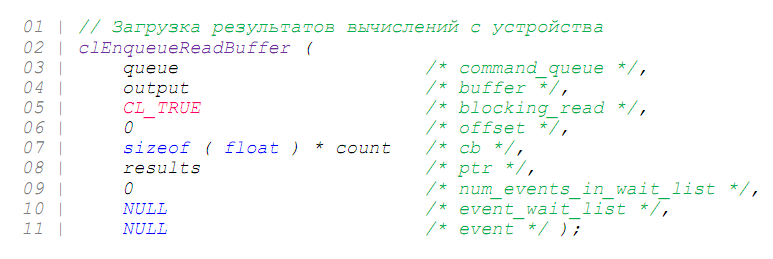 01 | // Загрузка результатов вычислений с устройства
02 | clEnqueueReadBuffer (
03 |     queue                      /* command_queue */,
04 |     output                     /* buffer */,
05 |     CL_TRUE                    /* blocking_read */,
06 |     0                          /* offset */,
07 |     sizeof ( float ) * count   /* cb */,
08 |     results                    /* ptr */,
09 |     0                          /* num_events_in_wait_list */,
10 |     NULL                       /* event_wait_list */,
11 |     NULL                       /* event */ );